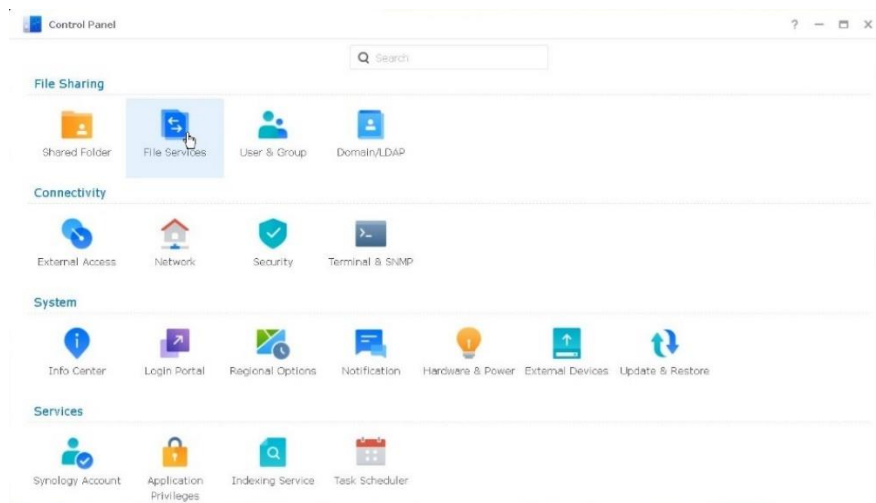 Control Panel
Search
File Sharing
Shared Folder
File Services
User & Group
Domain/LDAP
Connectivity
External Access
Network
Security
Terminal & SNMP
System
Info Center
Login Portal
Regional Options
Notification
Hardware & Power
External Devices
Update & Restore
Services
Synology Account
Application
Privileges
Indexing Service
Task Scheduler